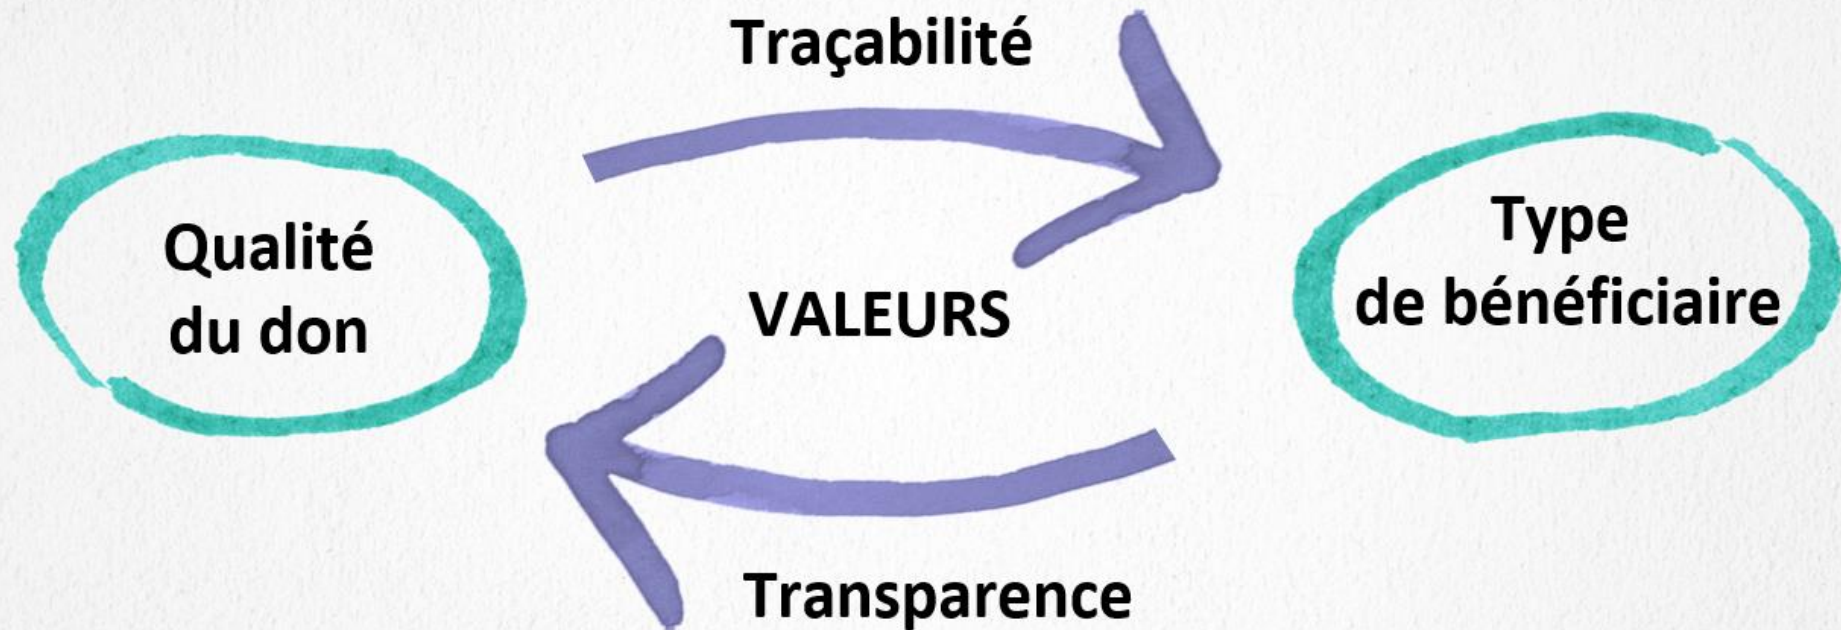 Traçabilité
Qualité
du don
VALEURS
Type
de bénéficiaire
Transparence